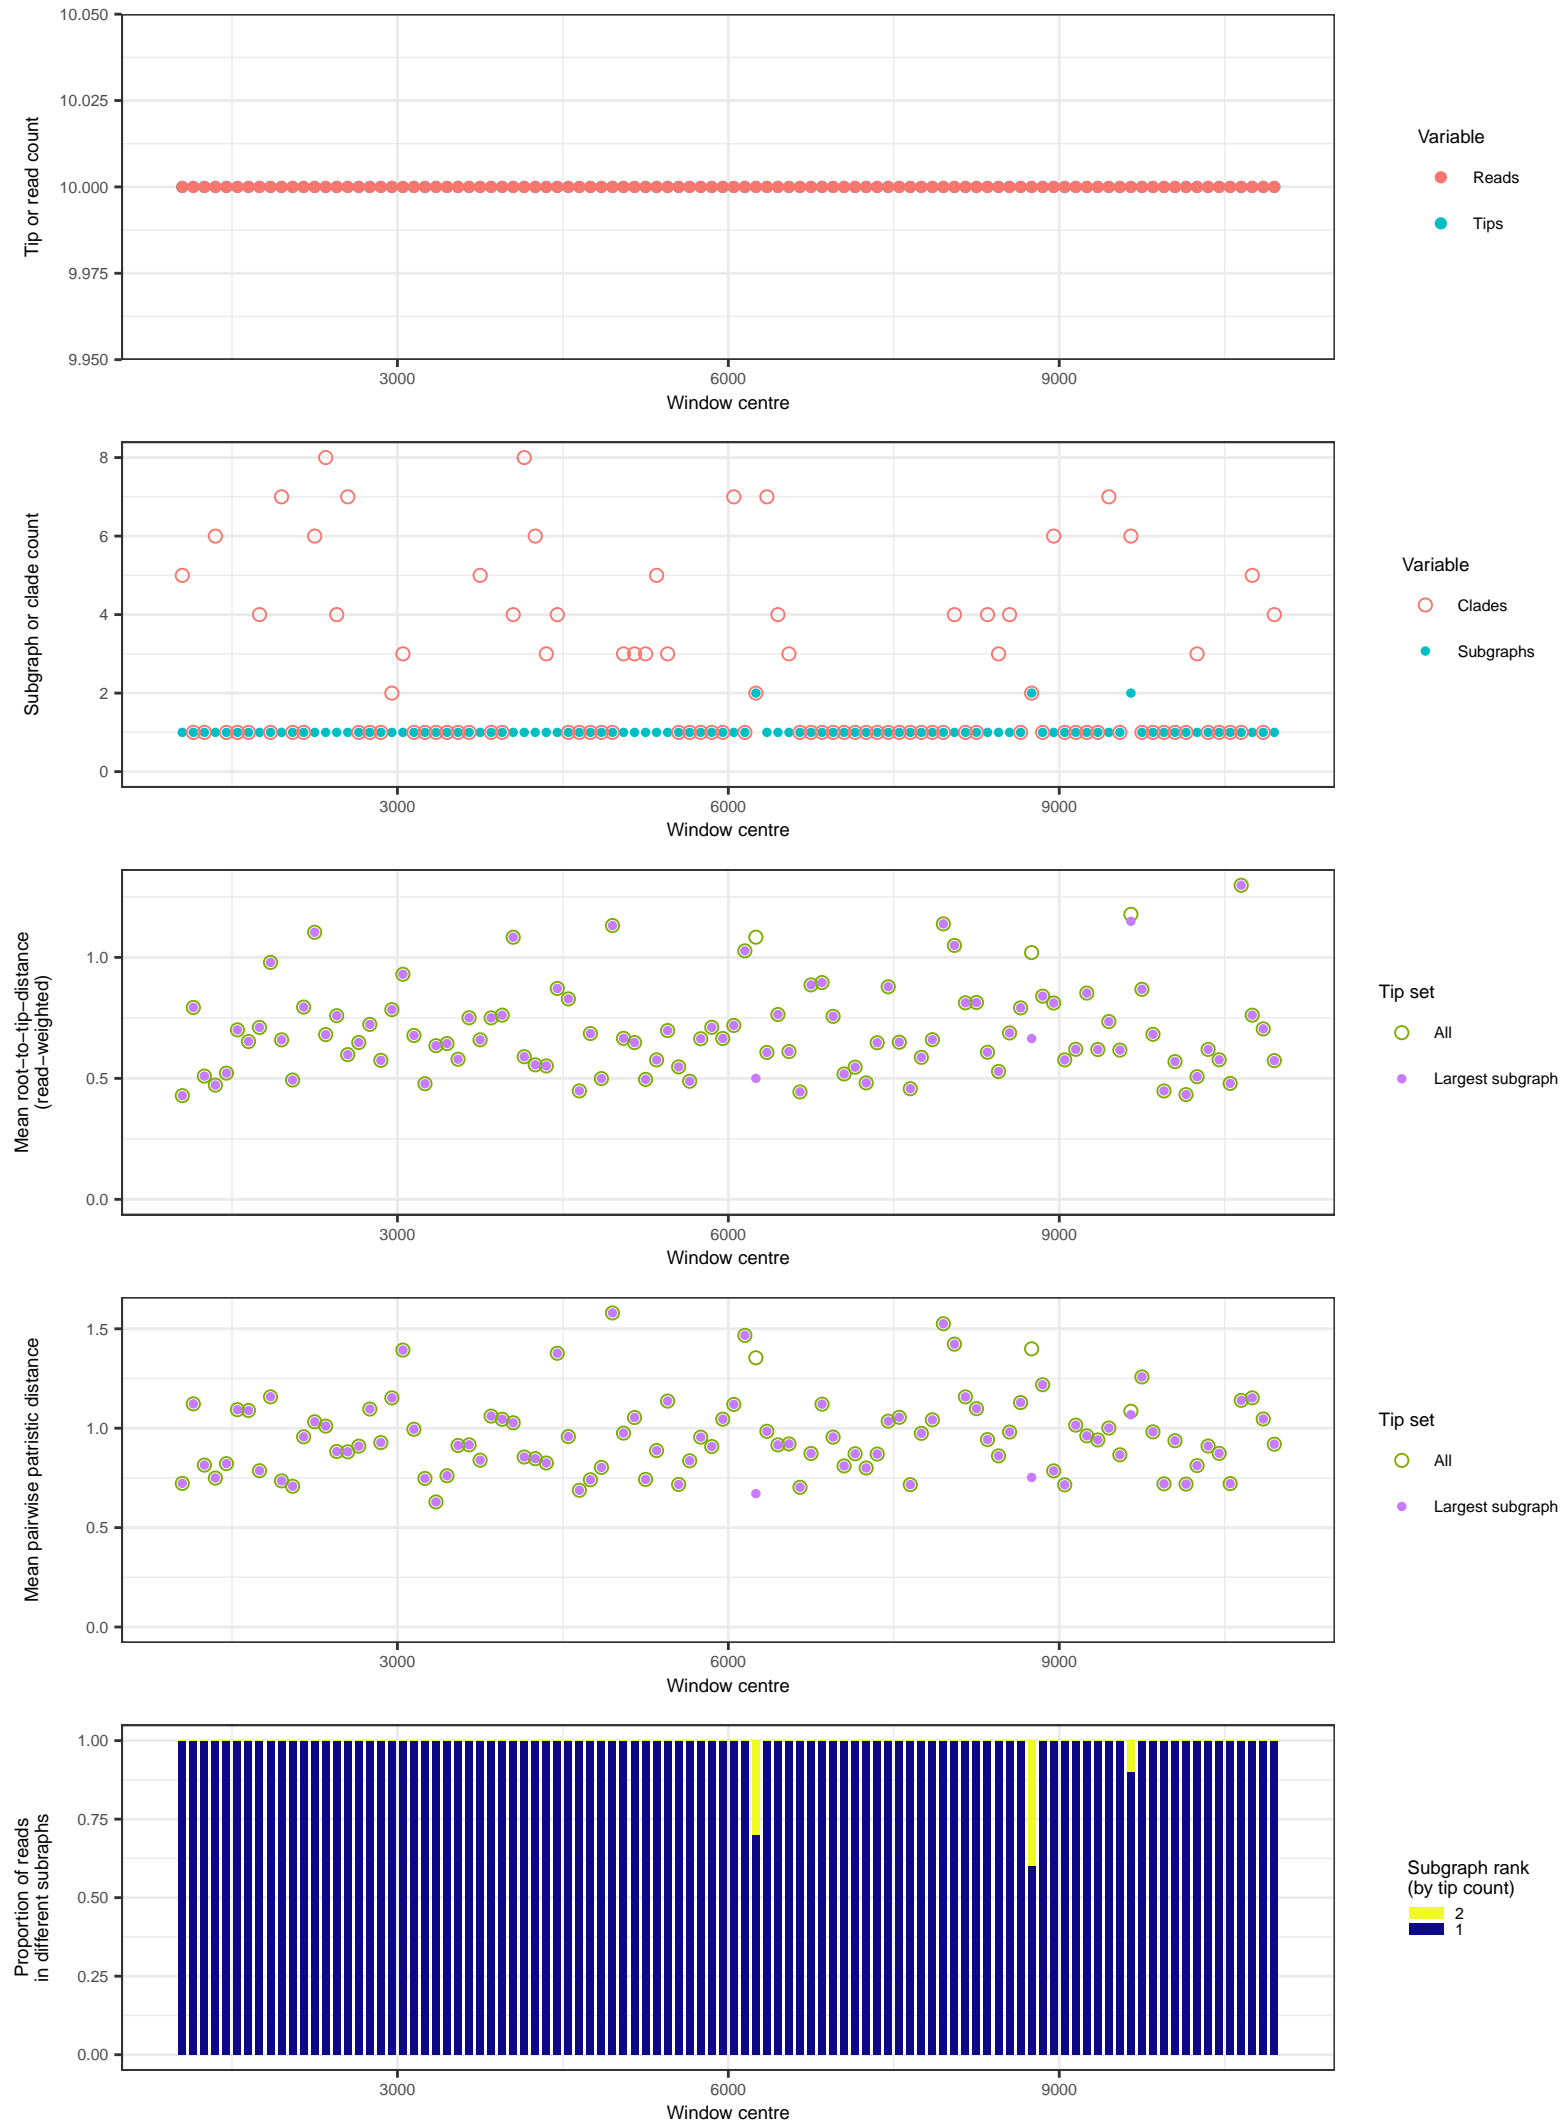 10.050
10.025
10.000
9.975
9.950
Tip or read count
3000 6000 9000
Window centre
Variable
Reads
Tips
8
6
4
2
0
Subgraph or clade count
3000 6000 9000
Window centre
Variable
Clades
Subgraphs
1.0
0.5
0.0
Mean root−to−tip−distance
(read−weighted)
3000 6000 9000
Window centre
Tip set
All
Largest subgraph
1.5
1.0
0.5
0.0
Mean pairwise patristic distance
3000 6000 9000
Window centre
Tip set
All
Largest subgraph
1.00
0.75
0.50
0.25
0.00
Proportion of reads
in different subraphs
3000 6000 9000
Window centre
Subgraph rank
(by tip count)
2
1